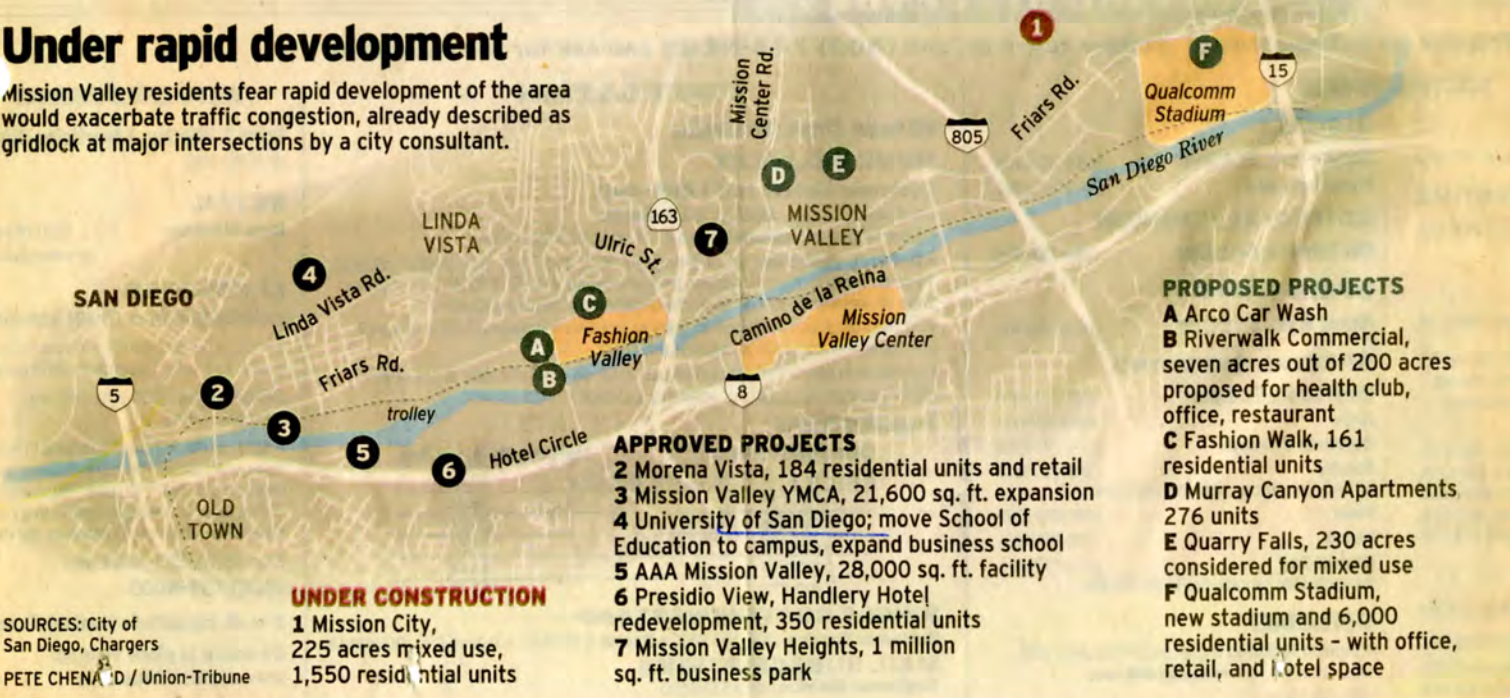 Under rapid development
Mission Valley residents fear rapid development of the area
would exacerbate traffic congestion, already described as
gridlock at major intersections by a city consultant.
1
F
15
Qualcomm
Stadium
Mission
Center Rd.
805
Friars Rd.
San Diego River
D
E
MISSION
VALLEY
LINDA
VISTA
163
7
Ulric St.
4
Linda Vista Rd.
SAN DIEGO
C
Camino de la Reina
Mission
Valley Center
Fashion
Valley
A
B
Friars Rd.
8
5
2
trolley
3
5
6
Hotel Circle
OLD
TOWN
SOURCES: City of
San Diego, Chargers
PETE / Union-Tribune
UNDER CONSTRUCTION
1 Mission City,
225 acres mixed use,
1,550 residential units
APPROVED PROJECTS
2 Morena Vista, 184 residential units and retail
3 Mission Valley YMCA, 21,600 sq. ft. expansion
4 University of San Diego; move School of
Education to campus, expand business school
5 AAA Mission Valley, 28,000 sq. ft. facility
6 Presidio View, Handlery Hotel
redevelopment, 350 residential units
7 Mission Valley Heights, 1 million
sq. ft. business park
PROPOSED PROJECTS
A Arco Car Wash
B Riverwalk Commercial,
seven acres out of 200 acres
proposed for health club,
office, restaurant
C Fashion Walk, 161
residential units
D Murray Canyon Apartments
276 units
E Quarry Falls, 230 acres
considered for mixed use
F Qualcomm Stadium,
new stadium and 6,000
residential units – with office,
retail, and hotel space